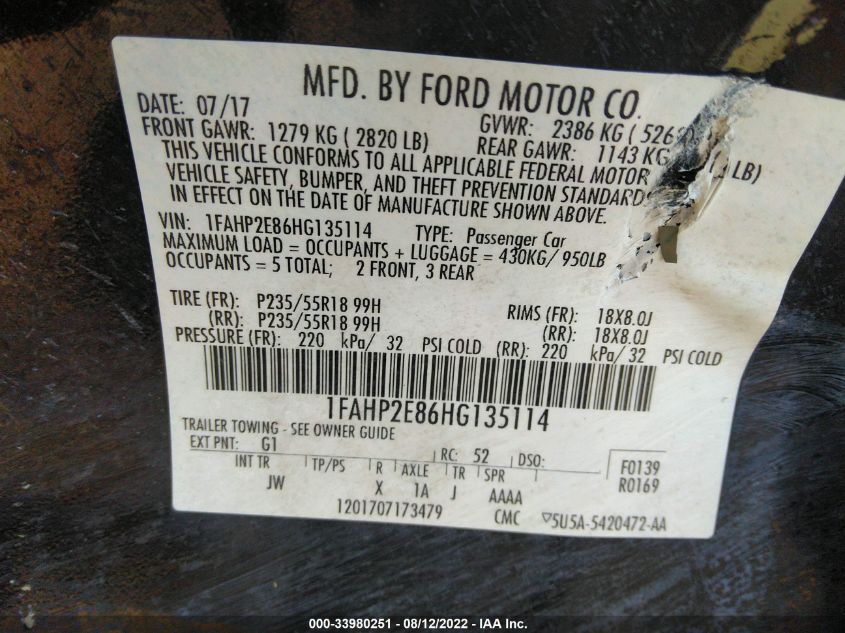 MFD. BY FORD MOTOR CO.
DATE: 07/17 GVWR: 2386 KG ( 526
FRONT GAWR: 1279 KG ( 2820 LB) REAR GAWR: 1143 KG LB)
THIS VEHICLE CONFORMS TO ALL APPLICABLE FEDERAL MOTOR
VEHICLE SAFETY, BUMPER, AND THEFT PREVENTION STANDARD
IN EFFECT ON THE DATE OF MANUFACTURE SHOWN ABOVE.
VIN: 1FAHP2E86HG135114 TYPE: Passenger Car
MAXIMUM LOAD = OCCUPANTS + LUGGAGE = 430KG/ 950LB
OCCUPANTS = 5 TOTAL; 2 FRONT, 3 REAR
TIRE (FR): P235/55R18 99H RIMS (FR): 18X8.0J
(RR): P235/55R18 99H (RR): 18X8.0J
PRESSURE (FR): 220 kPa/ 32 PSI COLD (RR): 220 kPa/ 32 PSI COLD
1FAHP2E86HG135114
TRAILER TOWING - SEE OWNER GUIDE
EXT PNT: G1 RC: 52 DSO: F0139
INT TR TP/PS R AXLE TR SPR R0169
JW X 1A J AAAA
1201707173479 CMC ▽5U5A-5420472-AA
000-33980251 - 08/12/2022 - IAA Inc.